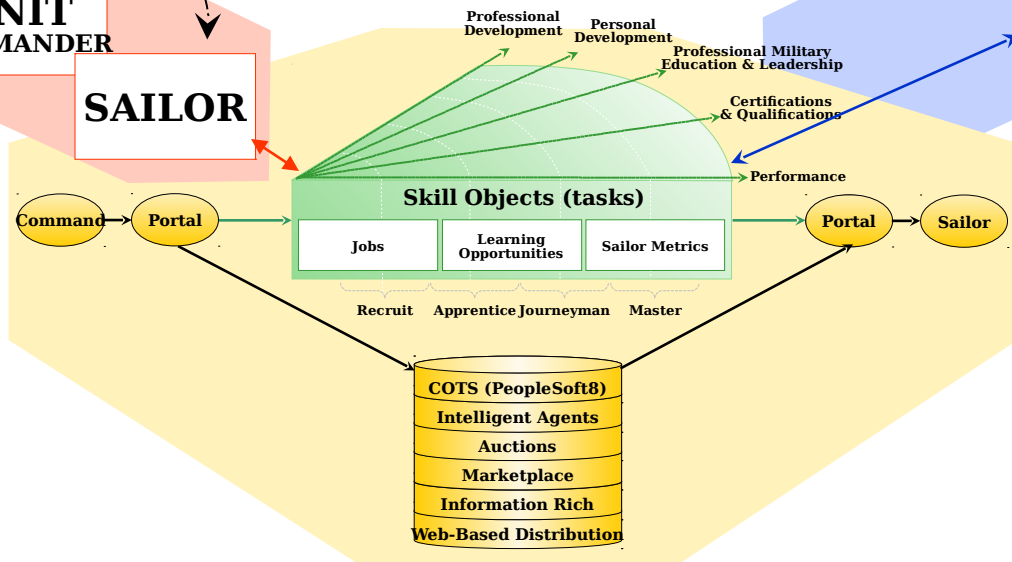 NIT
MANDER
SAILOR
Professional
Development
Personal
Development
Professional Military
Education & Leadership
Certifications
& Qualifications
Performance
Skill Objects (tasks)
Command
Portal
Jobs
Learning
Opportunities
Sailor Metrics
Portal
Sailor
Recruit
Apprentice
Journeyman
Master
COTS (PeopleSoft8)
Intelligent Agents
Auctions
Marketplace
Information Rich
Web-Based Distribution